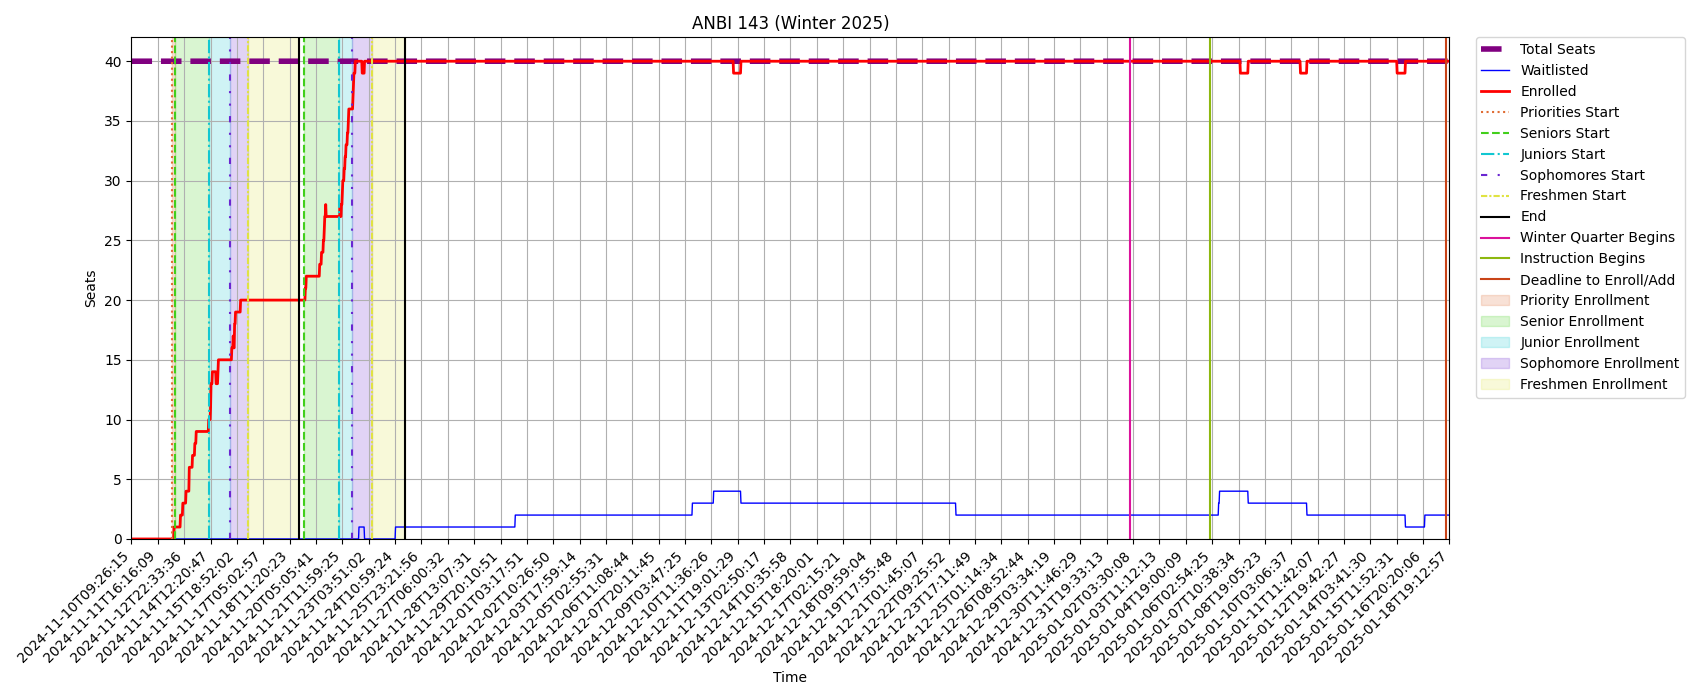 ANBI 143 (Winter 2025)
Seats
40
35
30
25
20
15
10
5
0
2024-11-10T09:26:15
2024-11-11T16:16:09
2024-11-12T22:33:36
2024-11-14T12:20:47
2024-11-15T18:52:02
2024-11-17T05:02:57
2024-11-18T11:20:23
2024-11-20T05:05:41
2024-11-21T11:59:25
2024-11-23T03:51:02
2024-11-24T10:59:24
2024-11-25T23:21:56
2024-11-27T06:00:32
2024-11-28T13:07:31
2024-11-29T20:10:51
2024-12-01T03:17:51
2024-12-02T10:26:50
2024-12-03T17:59:14
2024-12-05T02:55:31
2024-12-06T11:08:44
2024-12-07T20:11:45
2024-12-09T03:47:25
2024-12-10T11:36:26
2024-12-11T19:01:29
2024-12-13T02:50:17
2024-12-14T10:35:58
2024-12-15T18:20:01
2024-12-17T02:15:21
2024-12-18T09:59:04
2024-12-19T17:55:48
2024-12-21T01:45:07
2024-12-22T09:25:52
2024-12-23T17:11:49
2024-12-25T01:14:34
2024-12-26T08:52:44
2024-12-29T03:34:19
2024-12-30T11:46:29
2024-12-31T19:33:13
2025-01-02T03:30:08
2025-01-03T11:12:13
2025-01-04T19:00:09
2025-01-06T02:54:25
2025-01-07T10:38:34
2025-01-08T19:05:23
2025-01-10T03:06:37
2025-01-11T11:42:07
2025-01-12T19:42:27
2025-01-14T03:41:30
2025-01-15T11:52:31
2025-01-16T20:20:06
2025-01-18T19:12:57
Time
Total Seats
Waitlisted
Enrolled
Priorities Start
Seniors Start
Juniors Start
Sophomores Start
Freshmen Start
End
Winter Quarter Begins
Instruction Begins
Deadline to Enroll/Add
Priority Enrollment
Senior Enrollment
Junior Enrollment
Sophomore Enrollment
Freshmen Enrollment